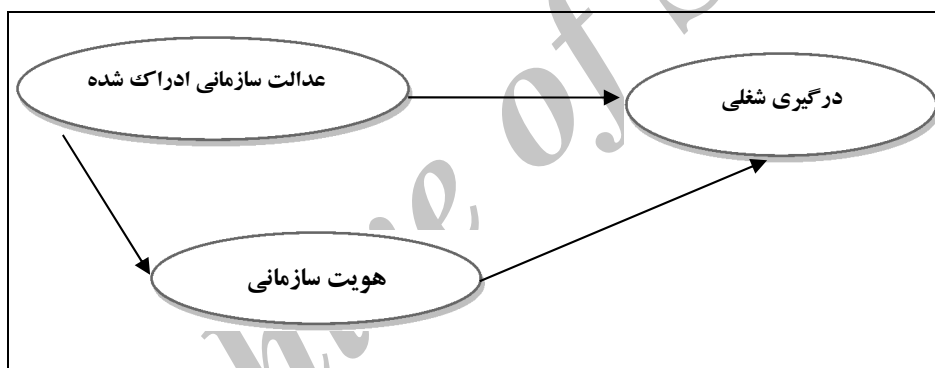 عدالت سازمانی ادراک شده
درگیری شغلی
هویت سازمانی